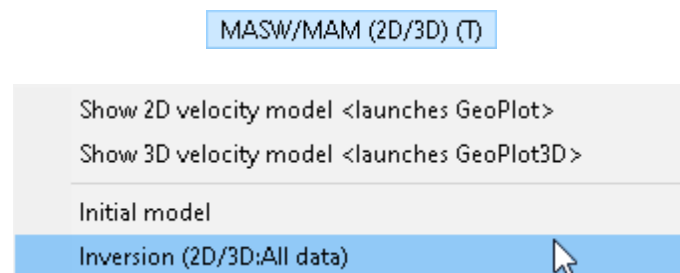 MASW/MAM (2D/3D) (T)
Show 2D velocity model <launches GeoPlot>
Show 3D velocity model <launches GeoPlot3D>
Initial model
Inversion (2D/3D:All data)